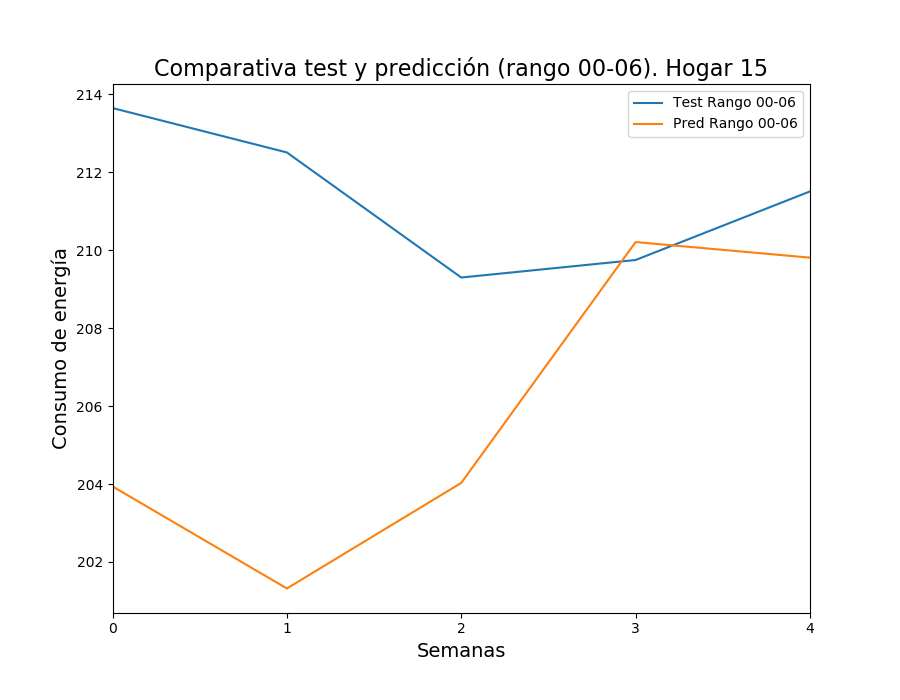 Comparativa test y predicción (rango 00-06). Hogar 15
Test Rango 00-06
Pred Rango 00-06
214
212
210
208
206
204
202
Consumo de energía
0 1 2 3 4
Semanas